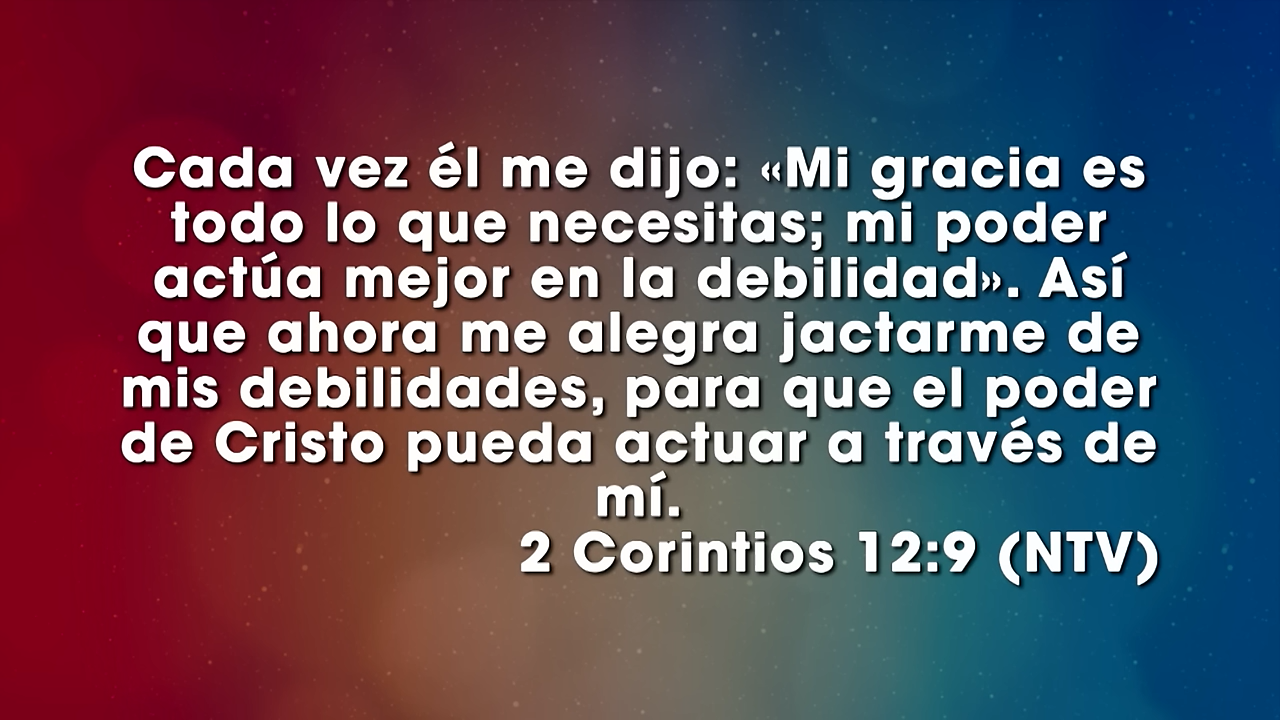 Cada vez él me dijo: «Mi gracia es
todo lo que necesitas; mi poder
actúa mejor en la debilidad». Así
que ahora me alegra jactarme de
mis debilidades, para que el poder
de Cristo pueda actuar a través de
mí.
2 Corintios 12:9 (NTV)